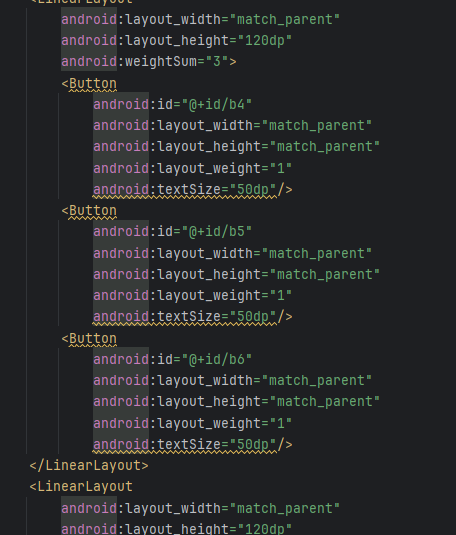 <LinearLayout
android:layout_width="match_parent"
android:layout_height="120dp"
android:weightSum="3">
<Button
android:id="@+id/b4"
android:layout_width="match_parent"
android:layout_height="match_parent"
android:layout_weight="1"
android:textSize="50dp"/>
<Button
android:id="@+id/b5"
android:layout_width="match_parent"
android:layout_height="match_parent"
android:layout_weight="1"
android:textSize="50dp"/>
<Button
android:id="@+id/b6"
android:layout_width="match_parent"
android:layout_height="match_parent"
android:layout_weight="1"
android:textSize="50dp"/>
</LinearLayout>
<LinearLayout
android:layout_width="match_parent"
android:layout_height="120dp"